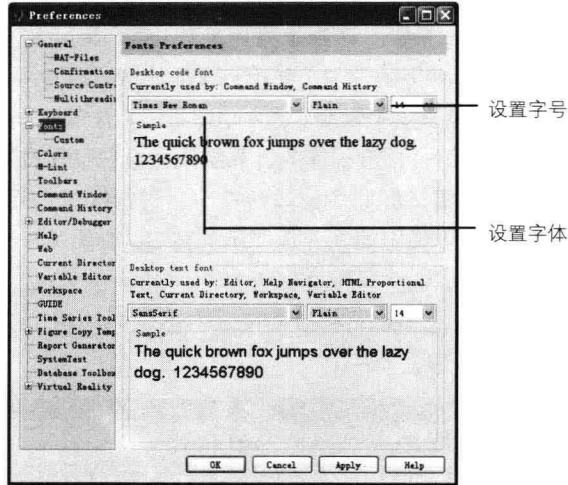 Preferences
General
MAT-Files
Confirmation
Source Contr
Multithreadi
Keyboard
Fonts
Custom
Colors
M-Lint
Toolbars
Command Window
Command History
Editor/Debugger
Help
Web
Current Director
Variable Editor
Workspace
GUIDE
Time Series Tool
Figure Copy Temp
Report Generator
SystemTest
Database Toolbox
Virtual Reality
Fonts Preferences
Desktop code font
Currently used by: Command Window, Command History
Times New Roman Plain 14
Sample
The quick brown fox jumps over the lazy dog.
1234567890
Desktop text font
Currently used by: Editor, Help Navigator, HTML Proportional
Text, Current Directory, Workspace, Variable Editor
SansSerif Plain 14
Sample
The quick brown fox jumps over the lazy
dog. 1234567890
OK Cancel Apply Help
设置字号
设置字体